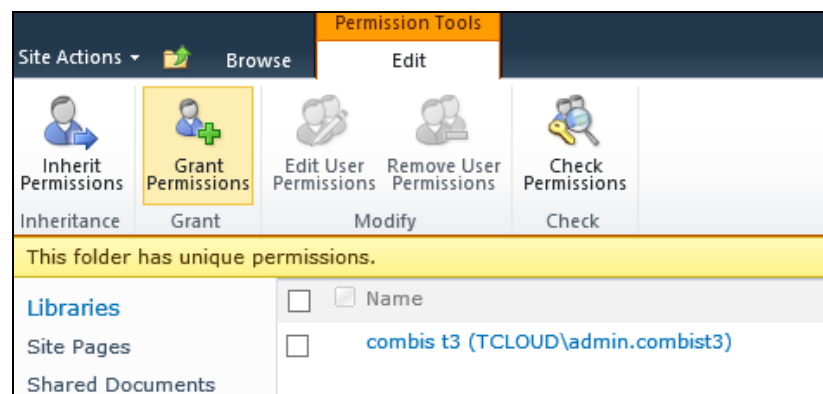 Permission Tools
Site Actions Browse Edit
Inherit Permissions
Grant Permissions
Edit User Permissions
Remove User Permissions
Check Permissions
Inheritance Grant Modify Check
This folder has unique permissions.
Libraries
Name
Site Pages
combis t3 (TCLOUD\admin.combist3)
Shared Documents